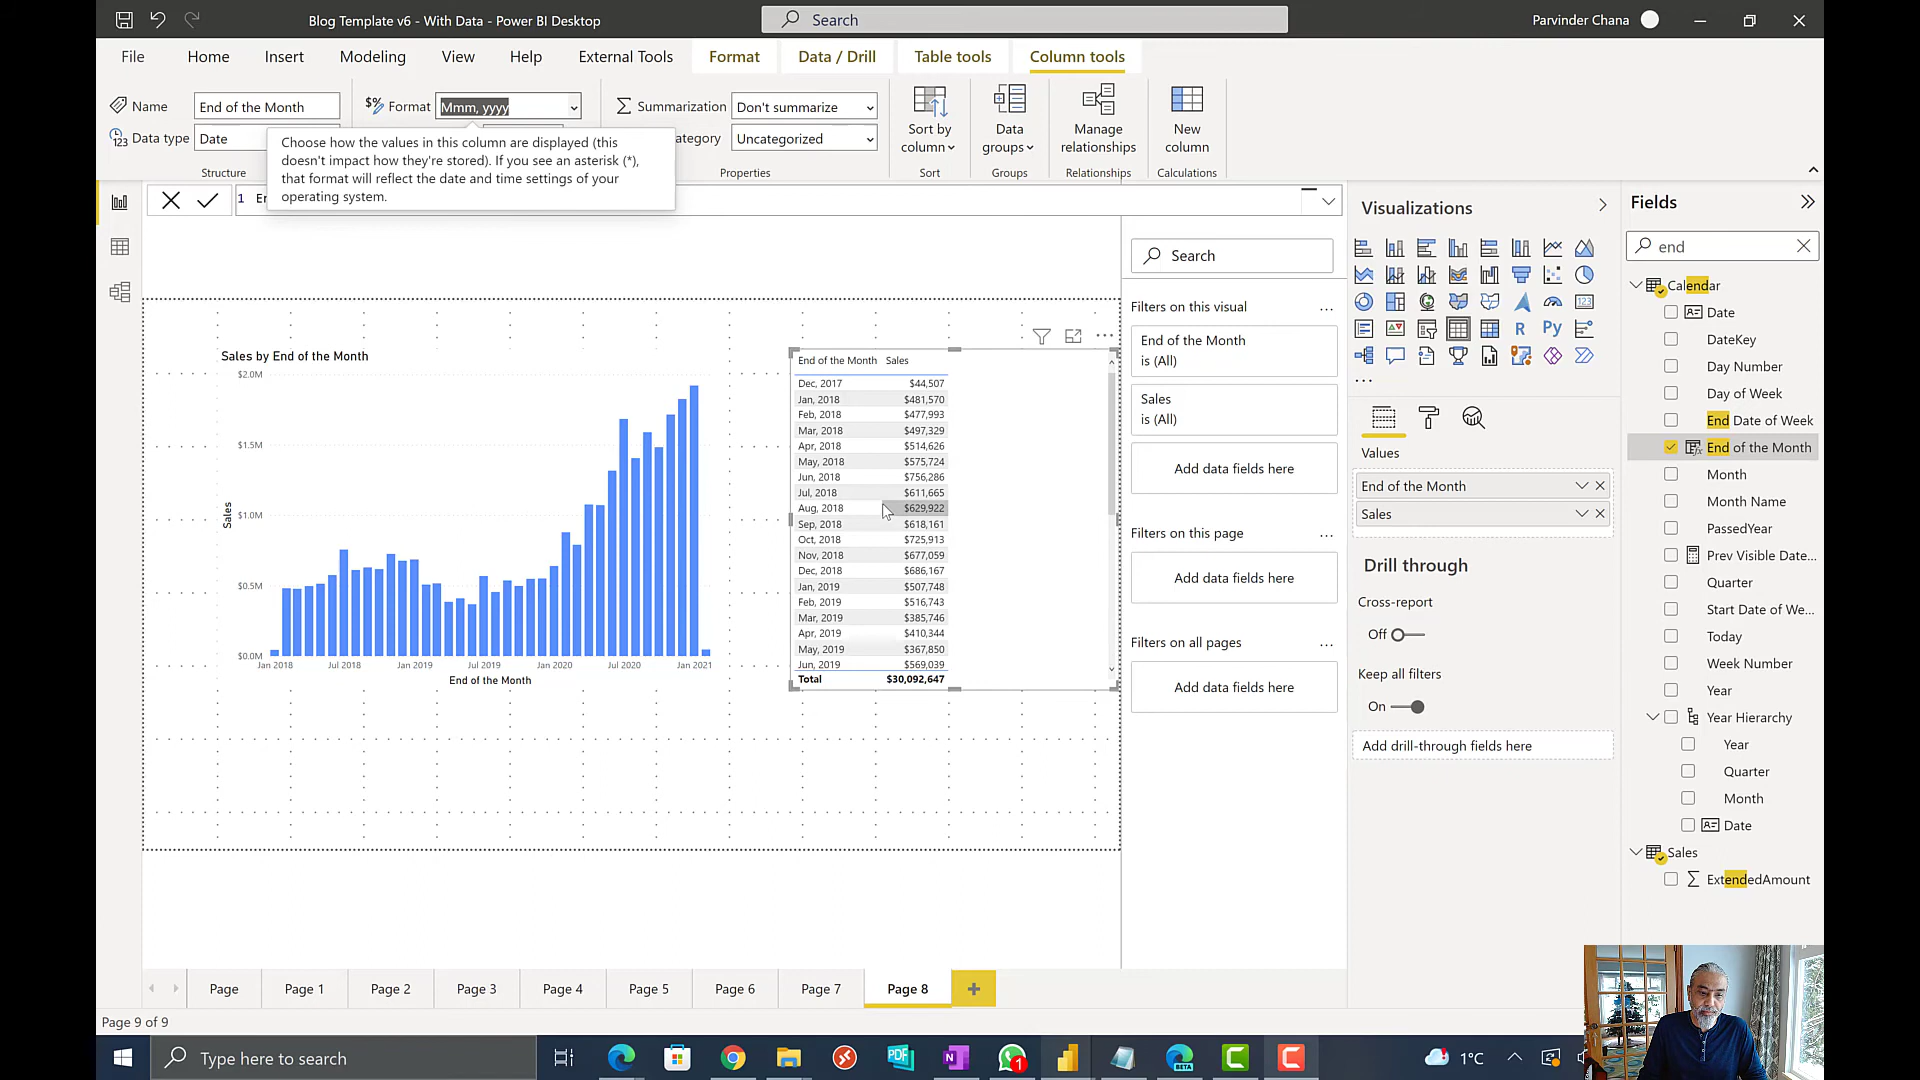 Blog Template v6 - With Data - Power BI Desktop
Search
Parvinder Chana
File
Home
Insert
Modeling
View
Help
External Tools
Format
Data / Drill
Table tools
Column tools
Name
End of the Month
$% Format
Mmm, yyyy
Summarization
Don't summarize
Data type
Date
ategory
Uncategorized
Sort by
column
Data
groups
Manage
relationships
New
column
Structure
Properties
Sort
Groups
Relationships
Calculations
Choose how the values in this column are displayed (this
doesn't impact how they're stored). If you see an asterisk (*),
that format will reflect the date and time settings of your
operating system.
1 En
Sales by End of the Month
$2.0M
$1.5M
$1.0M
$0.5M
$0.0M
Sales
Jan 2018
Jul 2018
Jan 2019
Jul 2019
Jan 2020
Jul 2020
Jan 2021
End of the Month
End of the Month Sales
Dec, 2017 $44,507
Jan, 2018 $481,570
Feb, 2018 $477,993
Mar, 2018 $497,329
Apr, 2018 $514,626
May, 2018 $575,724
Jun, 2018 $756,286
Jul, 2018 $611,665
Aug, 2018 $629,922
Sep, 2018 $618,161
Oct, 2018 $725,913
Nov, 2018 $677,059
Dec, 2018 $686,167
Jan, 2019 $507,748
Feb, 2019 $516,743
Mar, 2019 $385,746
Apr, 2019 $410,344
May, 2019 $367,850
Jun, 2019 $569,039
Total $30,092,647
Search
Filters on this visual
...
End of the Month
is (All)
Sales
is (All)
Add data fields here
Filters on this page
...
Add data fields here
Filters on all pages
...
Add data fields here
Visualizations
R
Py
123
...
Values
End of the Month
Sales
Drill through
Cross-report
Off
Keep all filters
On
Add drill-through fields here
Fields
end
Calendar
Date
DateKey
Day Number
Day of Week
End Date of Week
End of the Month
Month
Month Name
PassedYear
Prev Visible Date...
Quarter
Start Date of We...
Today
Week Number
Year
Year Hierarchy
Year
Quarter
Month
Date
Sales
ExtendedAmount
Page
Page 1
Page 2
Page 3
Page 4
Page 5
Page 6
Page 7
Page 8
Page 9 of 9
Type here to search
PDF
N
1
BETA
C
C
1°C